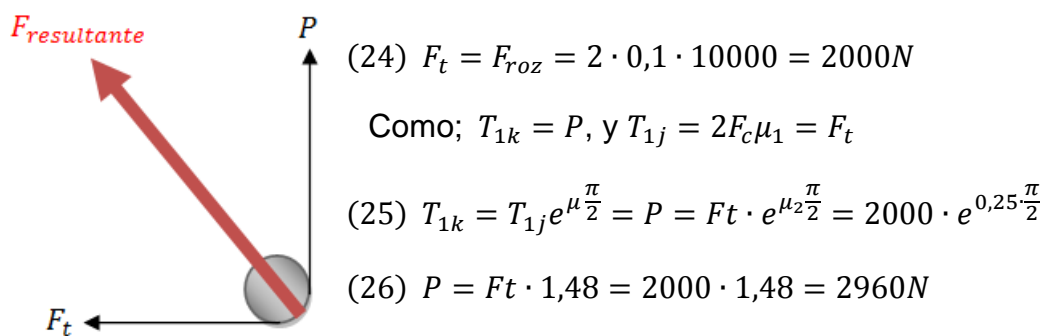 F_resultante
P
(24) F_t = F_roz = 2 · 0,1 · 10000 = 2000N
Como; T_1k = P, y T_1j = 2F_cμ_1 = F_t
(25) T_1k = T_1j e^(μ π/2) = P = Ft · e^(μ_2 π/2) = 2000 · e^(0,25·π/2)
(26) P = Ft · 1,48 = 2000 · 1,48 = 2960N
F_t